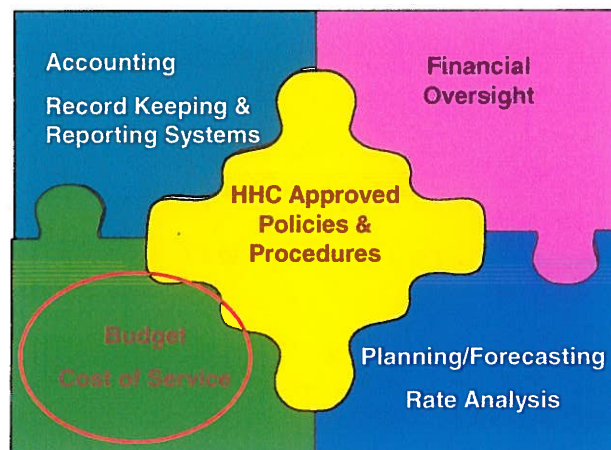 Accounting
Record Keeping &
Reporting Systems
Financial
Oversight
HHC Approved
Policies &
Procedures
Budget
Cost of Service
Planning/Forecasting
Rate Analysis